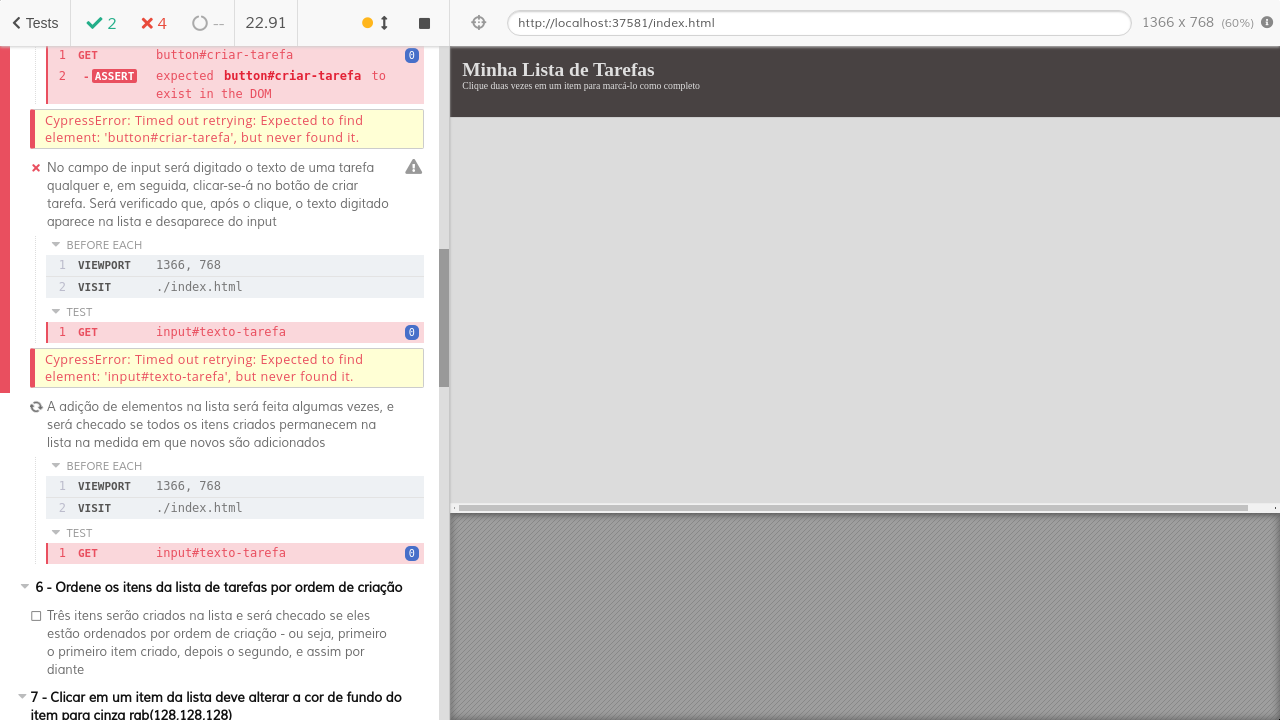 Tests
2
4
--
22.91
http://localhost:37581/index.html
1366 x 768 (60%)
1 GET button#criar-tarefa 0
2 -ASSERT expected button#criar-tarefa to
exist in the DOM
CypressError: Timed out retrying: Expected to find
element: 'button#criar-tarefa', but never found it.
No campo de input será digitado o texto de uma tarefa
qualquer e, em seguida, clicar-se-á no botão de criar
tarefa. Será verificado que, após o clique, o texto digitado
aparece na lista e desaparece do input
BEFORE EACH
1 VIEWPORT 1366, 768
2 VISIT ./index.html
TEST
1 GET input#texto-tarefa 0
CypressError: Timed out retrying: Expected to find
element: 'input#texto-tarefa', but never found it.
A adição de elementos na lista será feita algumas vezes, e
será checado se todos os itens criados permanecem na
lista na medida em que novos são adicionados
BEFORE EACH
1 VIEWPORT 1366, 768
2 VISIT ./index.html
TEST
1 GET input#texto-tarefa 0
6 - Ordene os itens da lista de tarefas por ordem de criação
Três itens serão criados na lista e será checado se eles
estão ordenados por ordem de criação - ou seja, primeiro
o primeiro item criado, depois o segundo, e assim por
diante
7 - Clicar em um item da lista deve alterar a cor de fundo do
item para cinza rgb(128,128,128)
Minha Lista de Tarefas
Clique duas vezes em um item para marcá-lo como completo